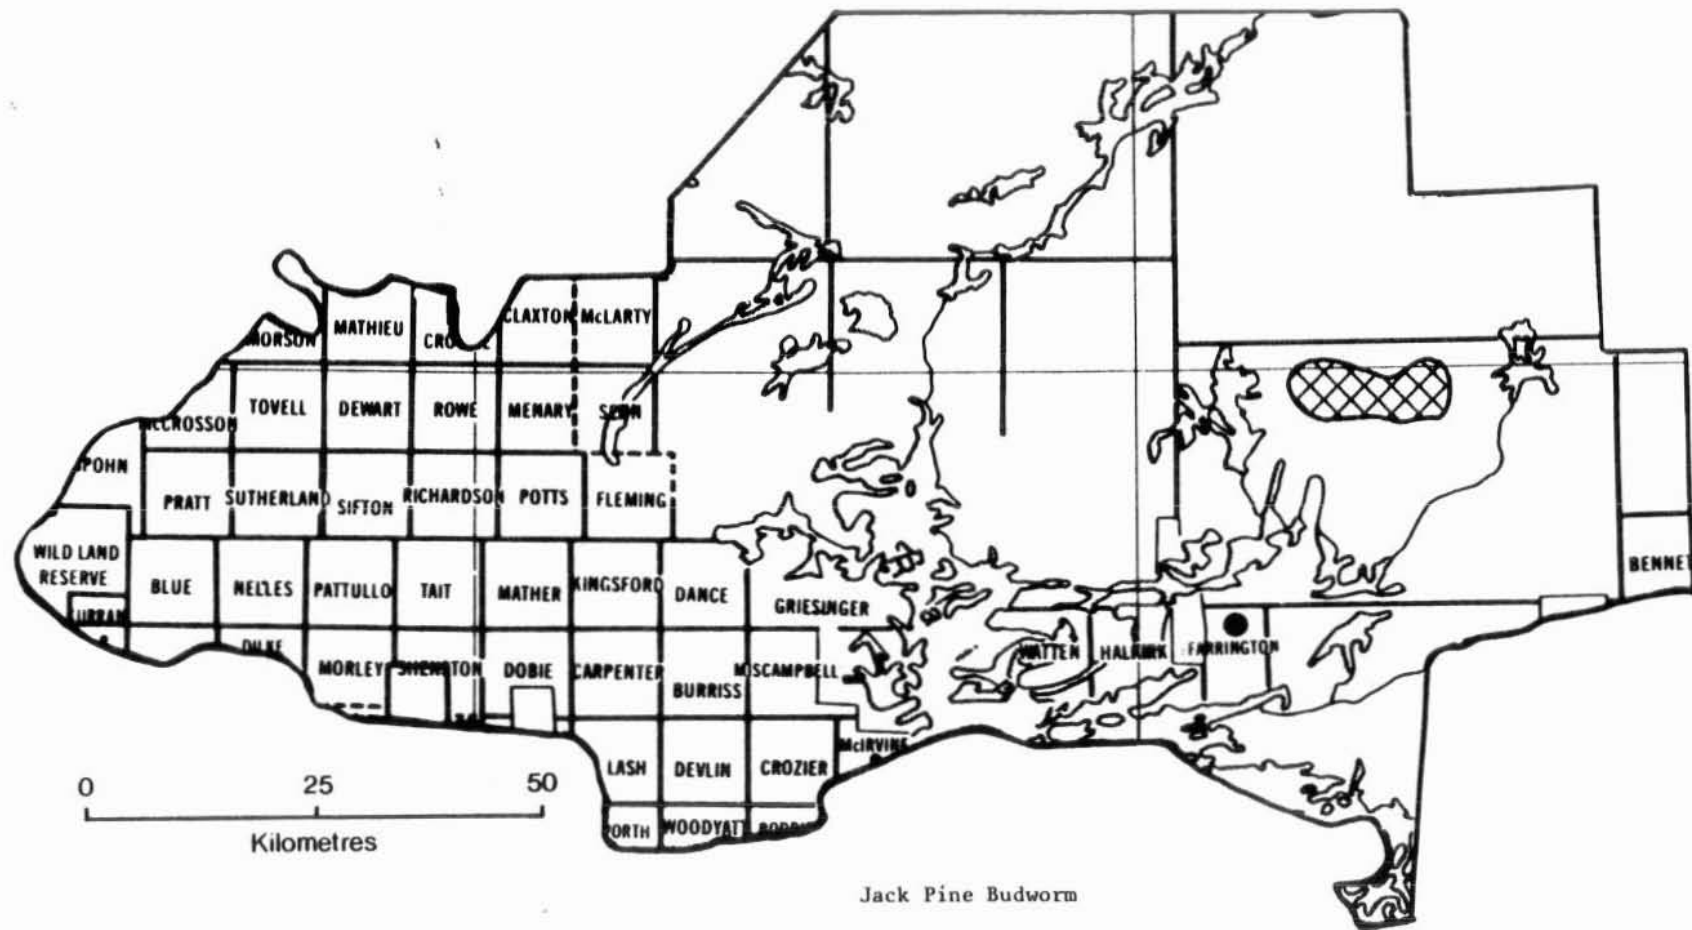 CLAXTON McLARTY
MATHIEU
MORSON
TOVELL DEWART ROWE MENARY
McCROSSON
PRATT SUTHERLAND SIFTON RICHARDSON POTTS FLEMING
WILD LAND
RESERVE
BLUE NELLES PATTULLO TAIT MATHER KINGSFORD DANCE
GRIESINGER
BENNET
MORLEY DOBIE CARPENTER
BURRISS
MISCAMPBELL
WATTEN HALKIRK FARRINGTON
McIRVINE
LASH DEVLIN CROZIER
WOODYATT
0 25 50
Kilometres
Jack Pine Budworm